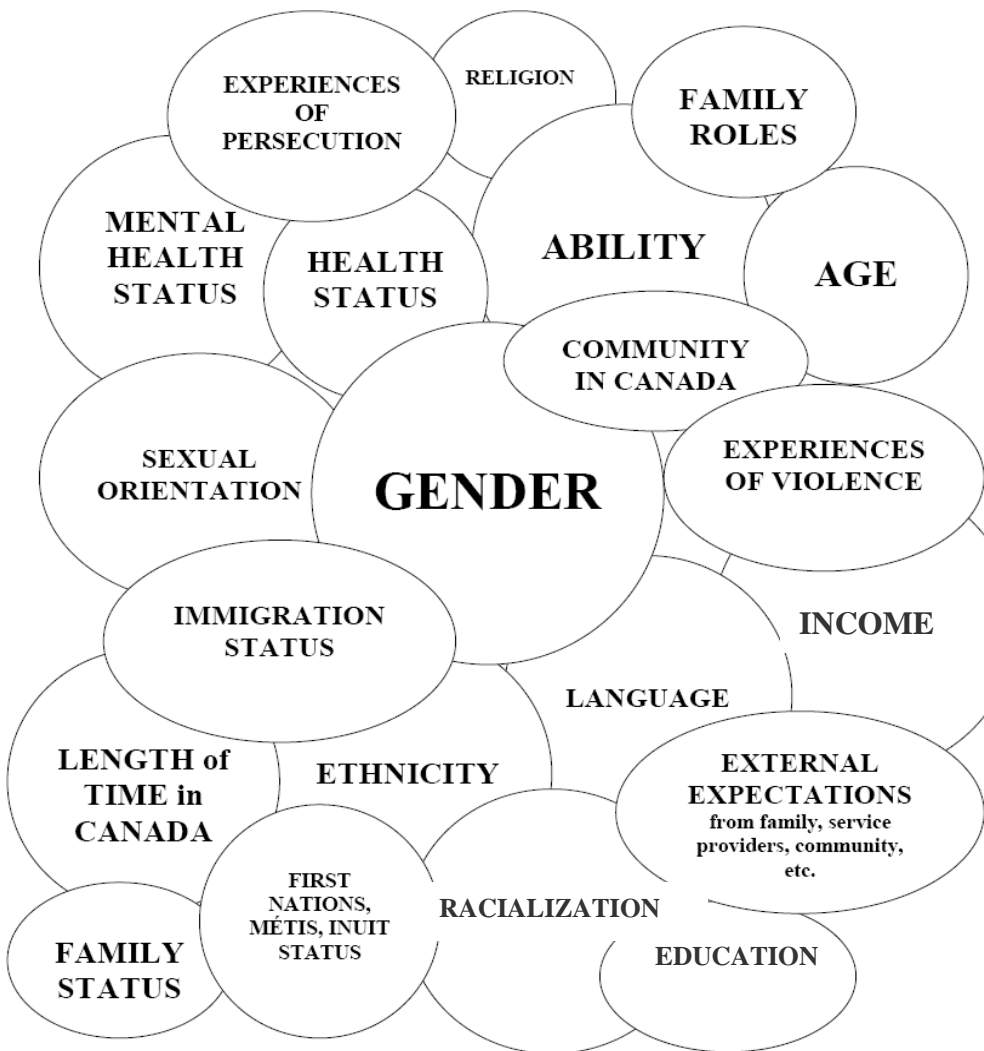 EXPERIENCES
OF
PERSECUTION
RELIGION
FAMILY
ROLES
MENTAL
HEALTH
STATUS
HEALTH
STATUS
ABILITY
AGE
COMMUNITY
IN CANADA
SEXUAL
ORIENTATION
GENDER
EXPERIENCES
OF VIOLENCE
IMMIGRATION
STATUS
INCOME
LANGUAGE
LENGTH of
TIME in
CANADA
ETHNICITY
EXTERNAL
EXPECTATIONS
from family, service
providers, community,
etc.
FIRST
NATIONS,
MÉTIS, INUIT
STATUS
RACIALIZATION
FAMILY
STATUS
EDUCATION